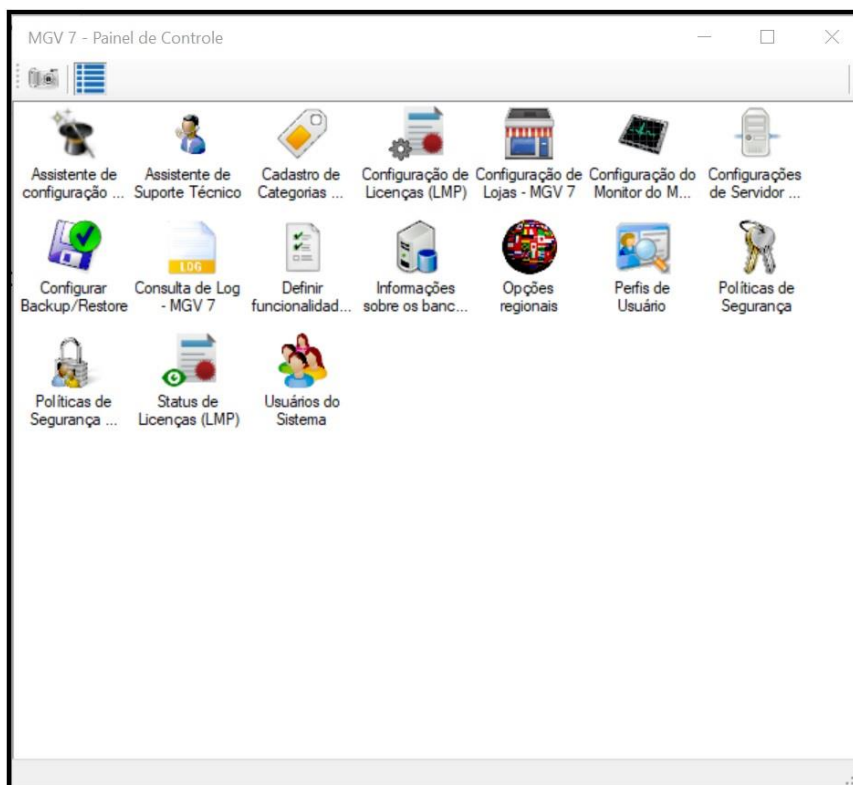 MGV 7 - Painel de Controle
Assistente de configuração ...
Assistente de Suporte Técnico
Cadastro de Categorias ...
Configuração de Licenças (LMP)
Configuração de Lojas - MGV 7
Configuração do Monitor do M...
Configurações de Servidor ...
Configurar Backup/Restore
LOG
Consulta de Log - MGV 7
Definir funcionalidad...
Informações sobre os banc...
Opções regionais
Perfis de Usuário
Políticas de Segurança
Políticas de Segurança ...
Status de Licenças (LMP)
Usuários do Sistema